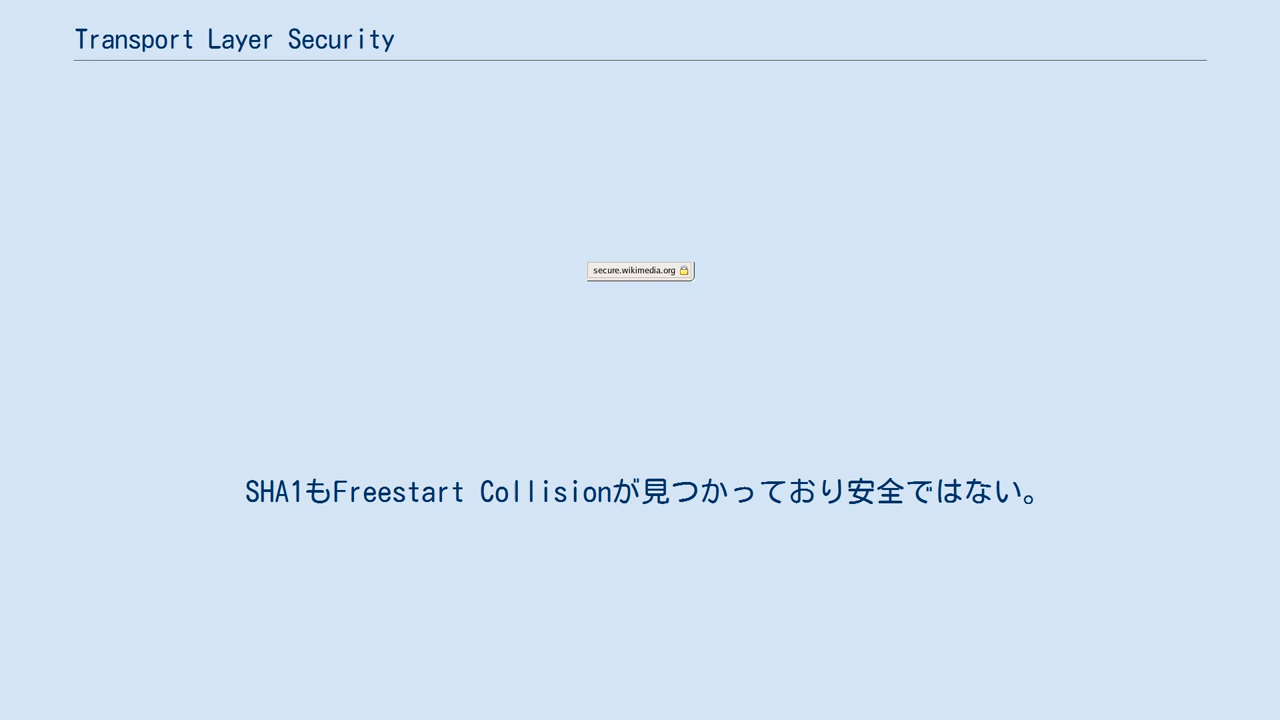 Transport Layer Security
secure.wikimedia.org
SHA1もFreestart Collisionが見つかっており安全ではない。